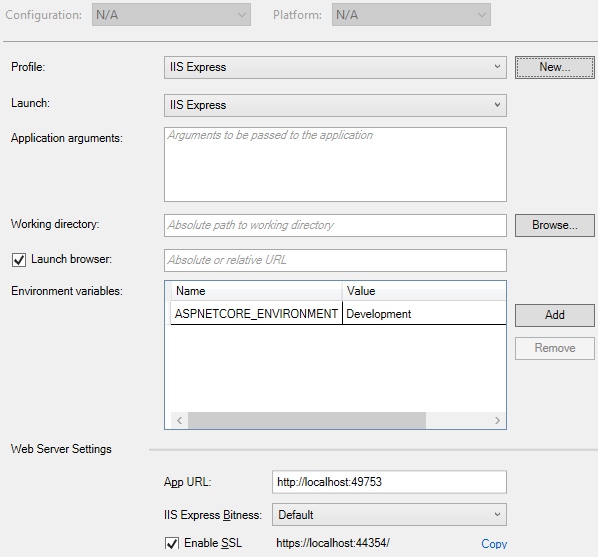 Configuration: N/A Platform: N/A
Profile: IIS Express New...
Launch: IIS Express
Application arguments: Arguments to be passed to the application
Working directory: Absolute path to working directory Browse...
Launch browser: Absolute or relative URL
Environment variables: Name Value
ASPNETCORE_ENVIRONMENT Development Add
Remove
Web Server Settings
App URL: http://localhost:49753
IIS Express Bitness: Default
Enable SSL https://localhost:44354/ Copy